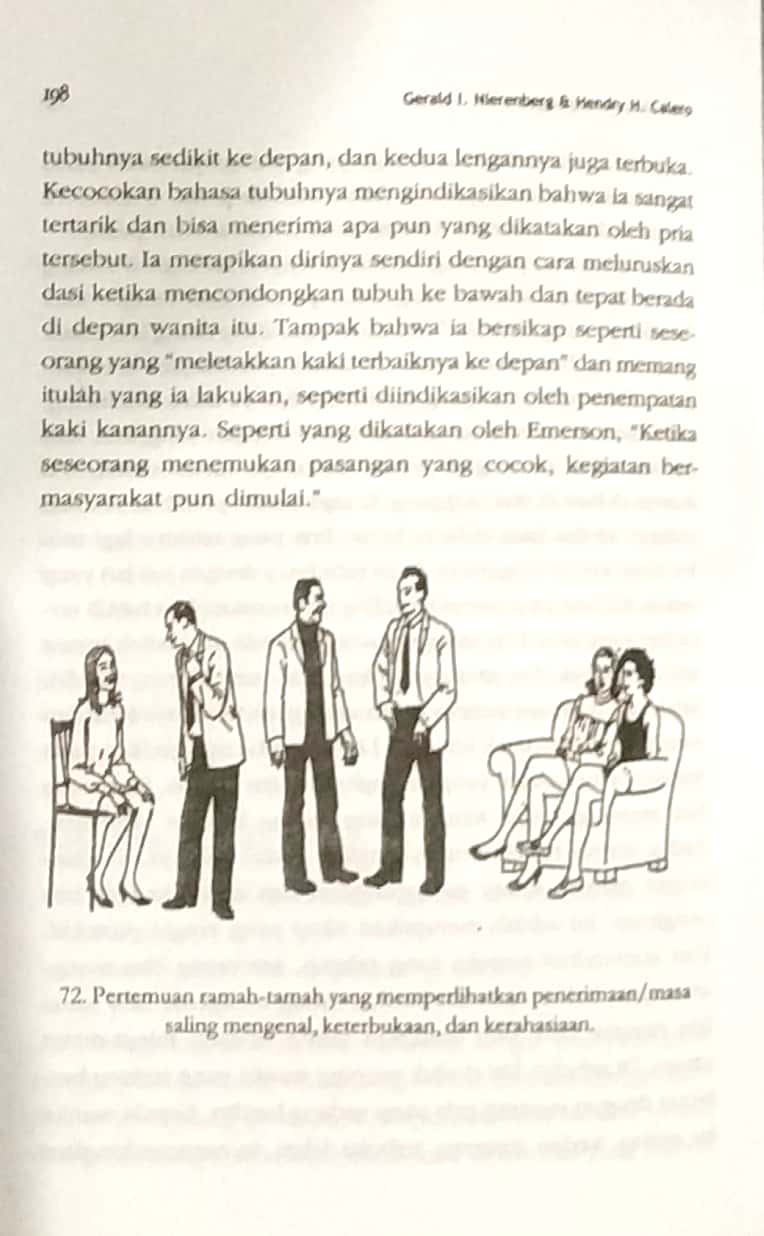 198
Gerald I. Nierenberg & Hendry H. Calero
tubuhnya sedikit ke depan, dan kedua lengannya juga terbuka.
Kecocokan bahasa tubuhnya mengindikasikan bahwa ia sangat
tertarik dan bisa menerima apa pun yang dikatakan oleh pria
tersebut. Ia merapikan dirinya sendiri dengan cara meluruskan
dasi ketika mencondongkan tubuh ke bawah dan tepat berada
di depan wanita itu. Tampak bahwa ia bersikap seperti sese-
orang yang "meletakkan kaki terbaiknya ke depan" dan memang
itulah yang ia lakukan, seperti diindikasikan oleh penempatan
kaki kanannya. Seperti yang dikatakan oleh Emerson, "Ketika
seseorang menemukan pasangan yang cocok, kegiatan ber-
masyarakat pun dimulai."
72. Pertemuan ramah-tamah yang memperlihatkan penerimaan/masa
saling mengenal, keterbukaan, dan kerahasiaan.